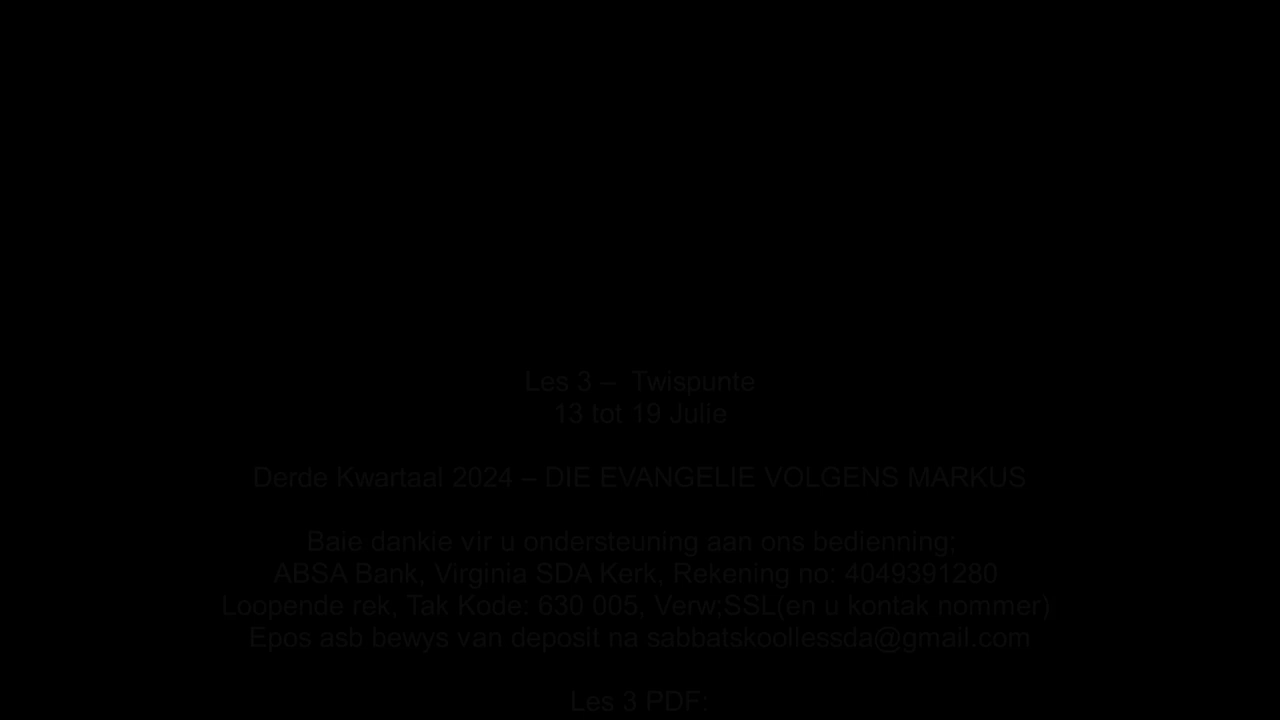 Les 3 –  Twispunte
13 tot 19 Julie
Derde Kwartaal 2024 – DIE EVANGELIE VOLGENS MARKUS
Baie dankie vir u ondersteuning aan ons bedienning;
ABSA Bank, Virginia SDA Kerk, Rekening no: 4049391280
Loopende rek, Tak Kode: 630 005, Verw;SSL(en u kontak nommer).
Epos asb bewys van deposit na sabbatskoollessda@gmail.com
Les 3 PDF: